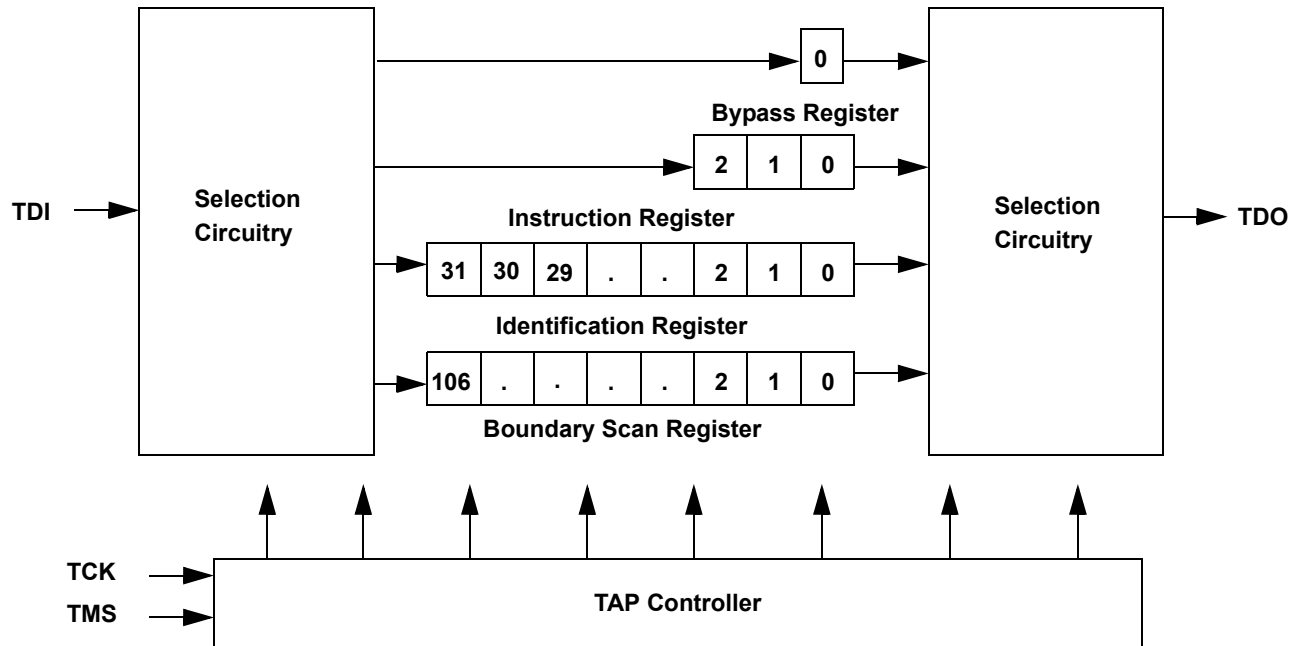 0
Bypass Register
2 1 0
TDI
Selection
Circuitry
Selection
Circuitry
TDO
Instruction Register
31 30 29 . . 2 1 0
Identification Register
106 . . . . 2 1 0
Boundary Scan Register
TCK
TMS
TAP Controller